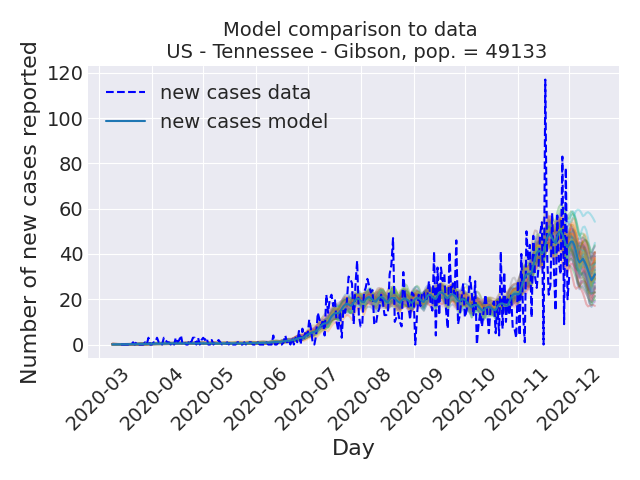 Model comparison to data
US - Tennessee - Gibson, pop. = 49133
Number of new cases reported
120
100
80
60
40
20
0
new cases data
new cases model
2020-03
2020-04
2020-05
2020-06
2020-07
2020-08
2020-09
2020-10
2020-11
2020-12
Day